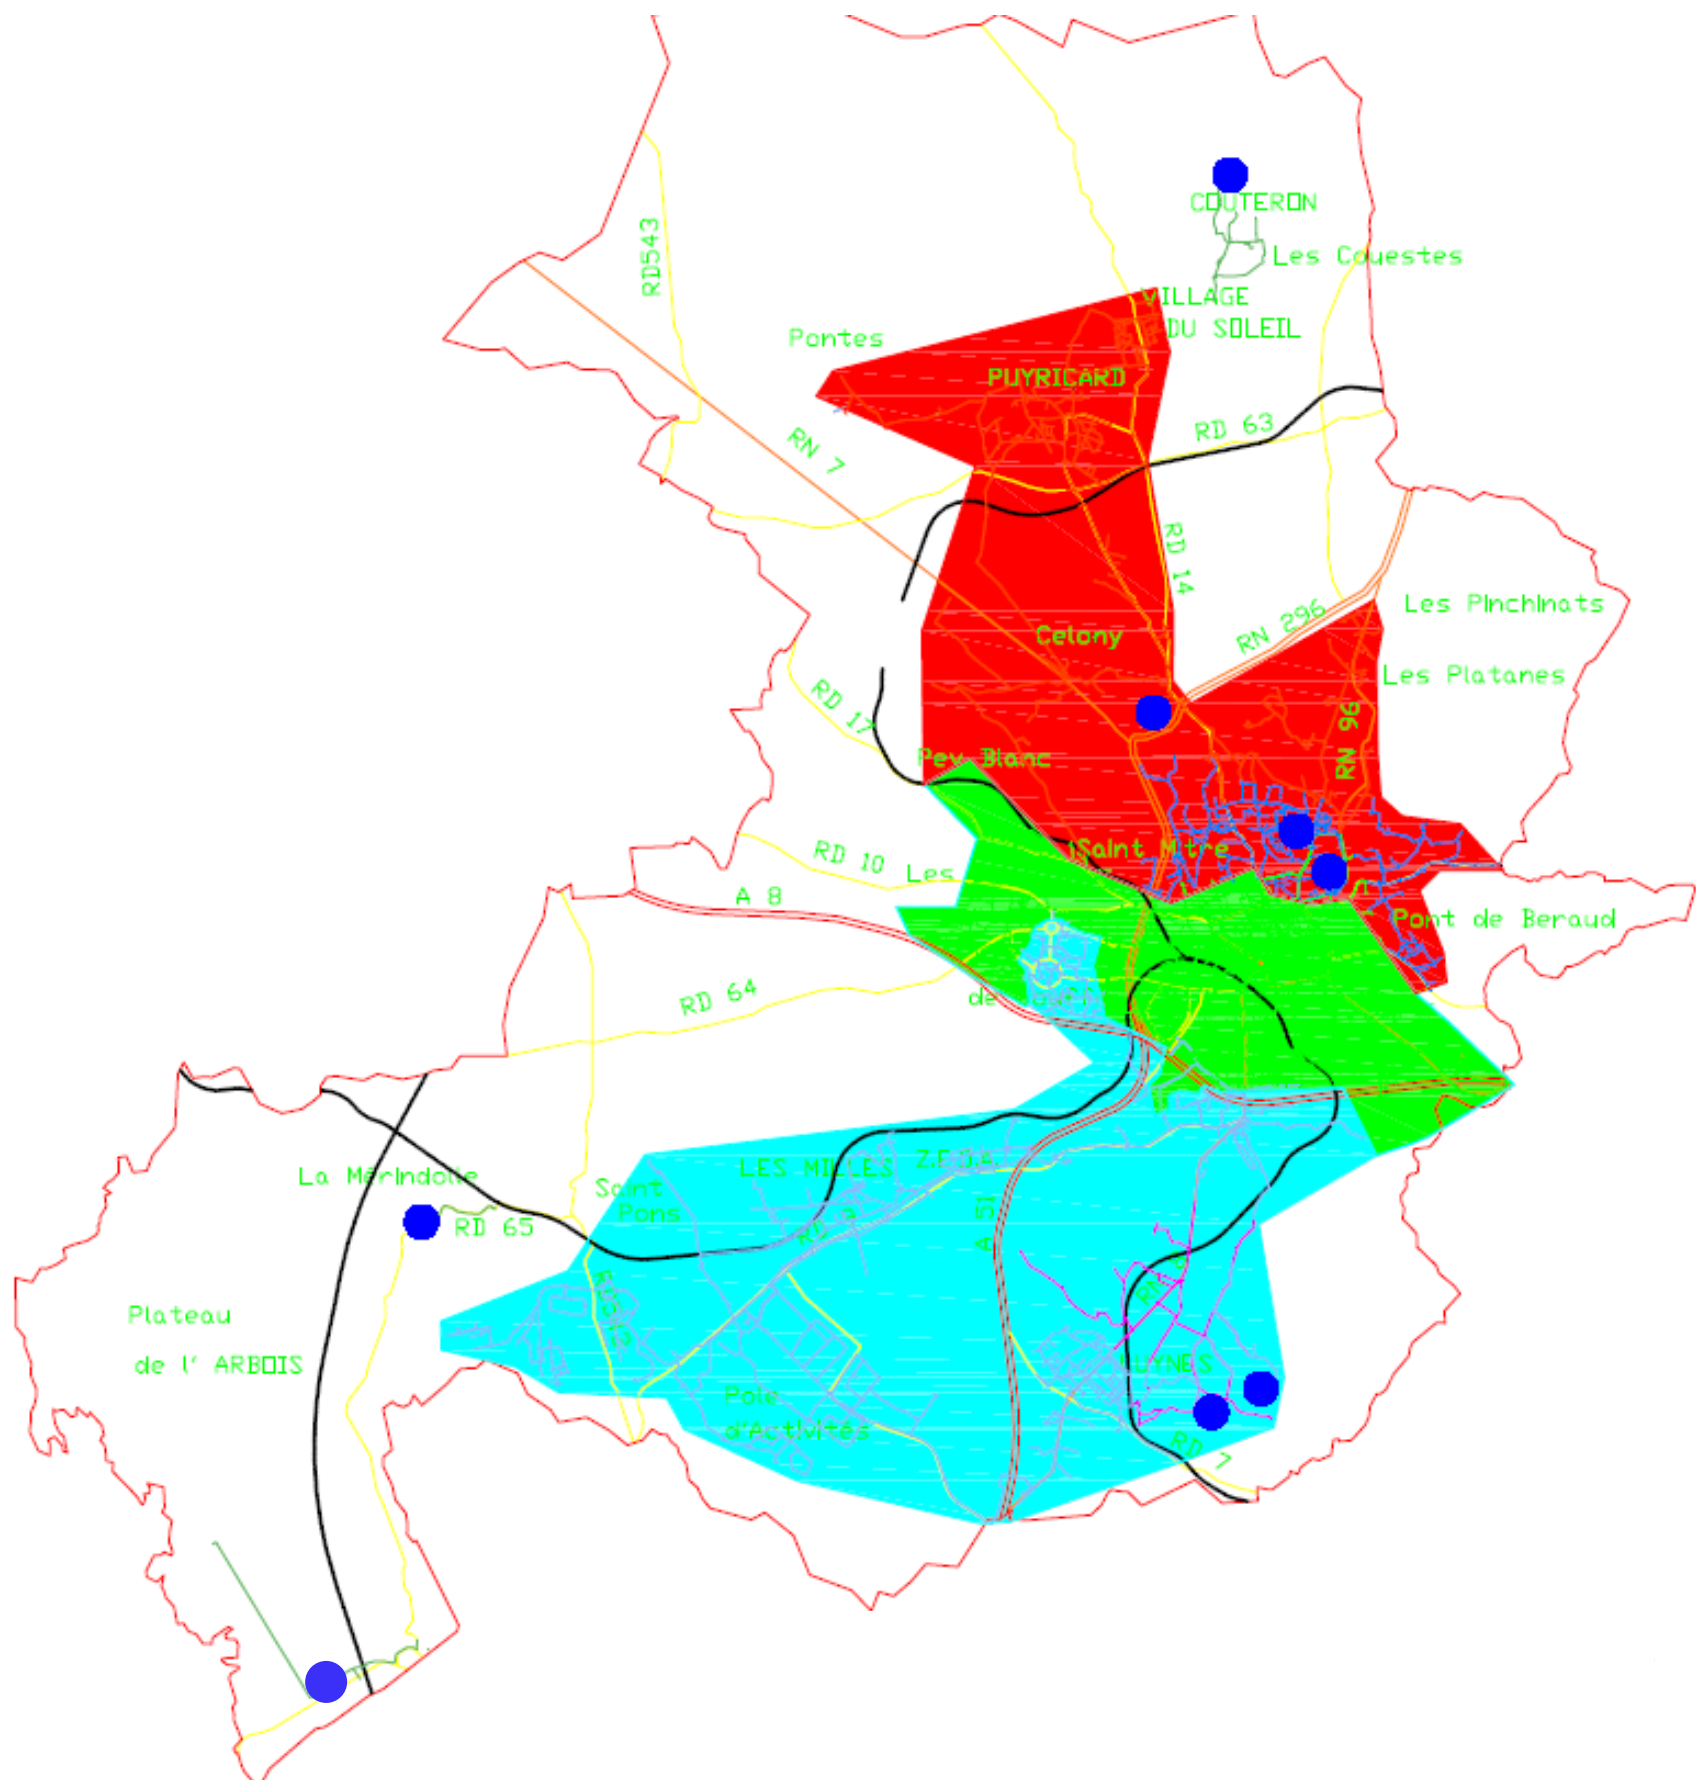 COUTERON
RD543
Les Couestes
VILLAGE
DU SOLEIL
Pontes
PUYRICARD
RD 63
RN 7
RD 14
Les Pinchinats
RN 296
Celony
Les Platanes
RD 17
RN 96
Pey Blanc
Saint Mitre
RD 10
Les
A 8
Pont de Beraud
RD 64
de
La Mérindolle
LES MILLES
Z.E.D.A.
Saint
Pons
RD 65
A 51
Plateau
de l' ARBOIS
Pole
d'Activités
RD 7